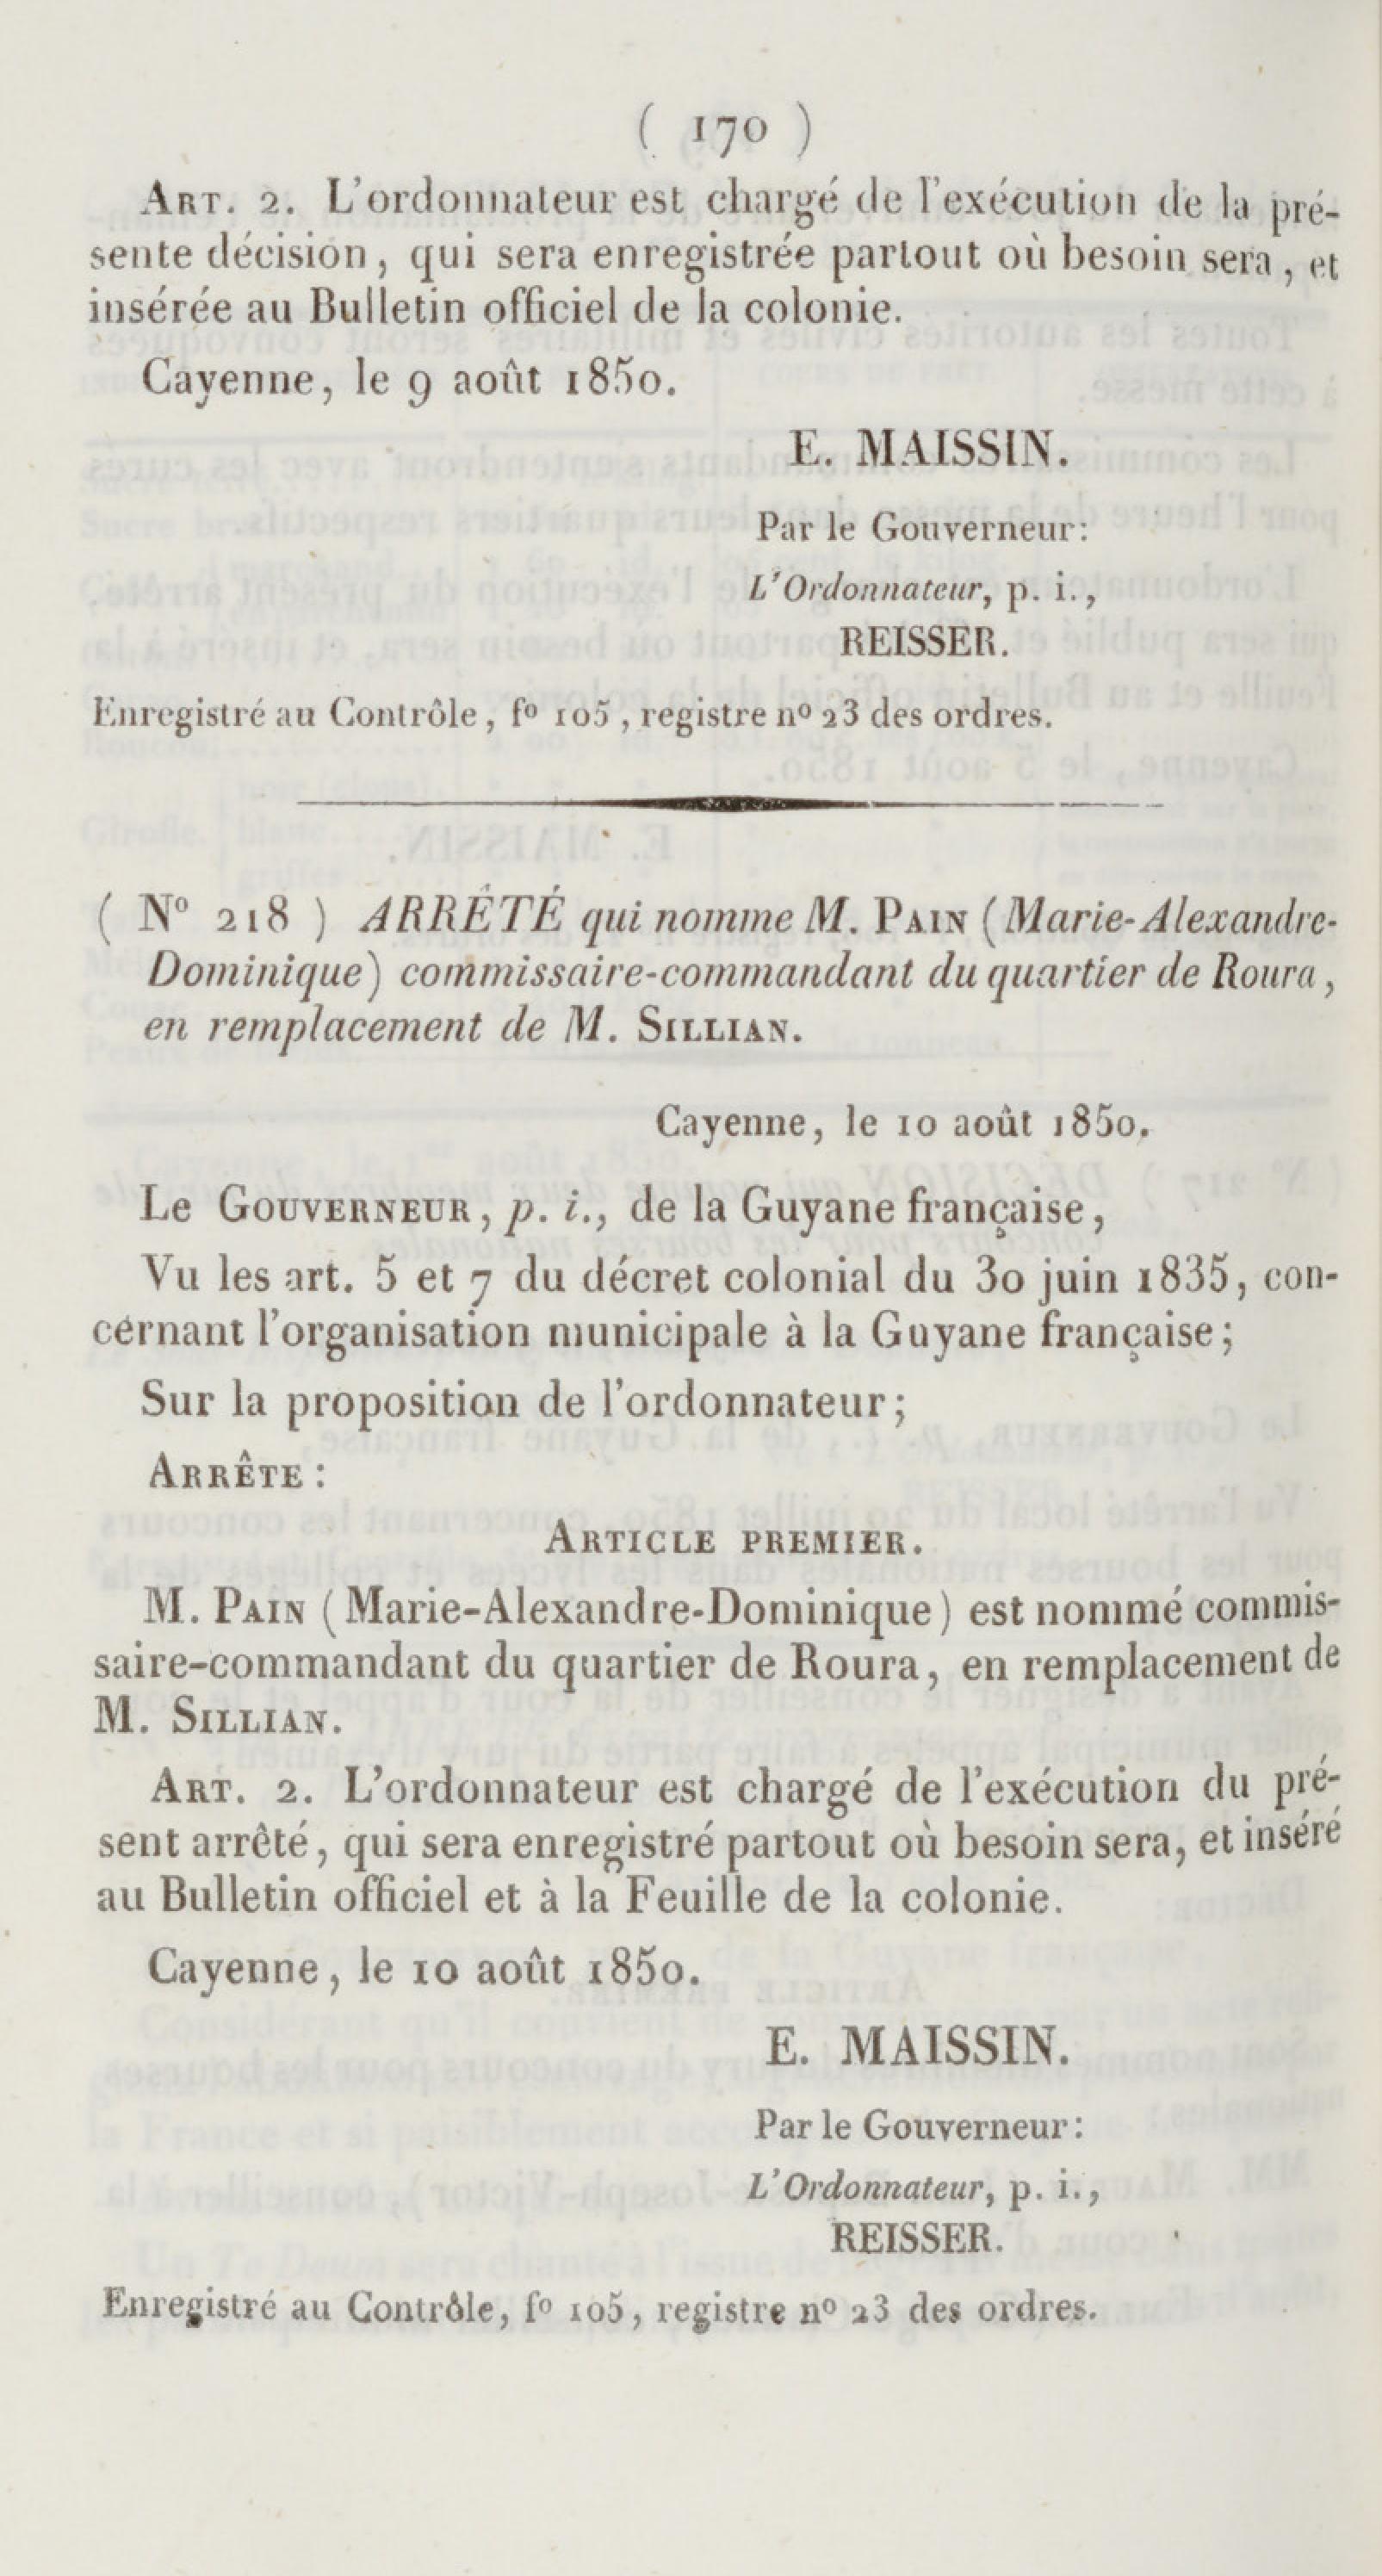 ( 170 )
ART. 2. L'ordonnateur est chargé de l'exécution de la pré-
sente décision, qui sera enregistrée partout où besoin sera, et
insérée au Bulletin officiel de la colonie.
Cayenne, le 9 août 1850.
E. MAISSIN.
Par le Gouverneur:
L'Ordonnateur, p. i.,
REISSER.
Enregistré au Contrôle, fº 105, registre nº 23 des ordres.
( Nº 218 ) ARRÊTÉ qui nomme M. PAIN (Marie-Alexandre-
Dominique) commissaire-commandant du quartier de Roura,
en remplacement de M. SILLIAN.
Cayenne, le 10 août 1850.
Le GOUVERNEUR, p. i., de la Guyane française,
Vu les art. 5 et 7 du décret colonial du 30 juin 1835, con-
cernant l'organisation municipale à la Guyane française;
Sur la proposition de l'ordonnateur;
ARRÊTE :
ARTICLE PREMIER.
M. PAIN (Marie-Alexandre-Dominique) est nommé commis-
saire-commandant du quartier de Roura, en remplacement de
M. SILLIAN.
ART. 2. L'ordonnateur est chargé de l'exécution du pré-
sent arrêté, qui sera enregistré partout où besoin sera, et inséré
au Bulletin officiel et à la Feuille de la colonie.
Cayenne, le 10 août 1850.
E. MAISSIN.
Par le Gouverneur:
L'Ordonnateur, p. i.,
REISSER.
Enregistré au Contrôle, fº 105, registre nº 23 des ordres.